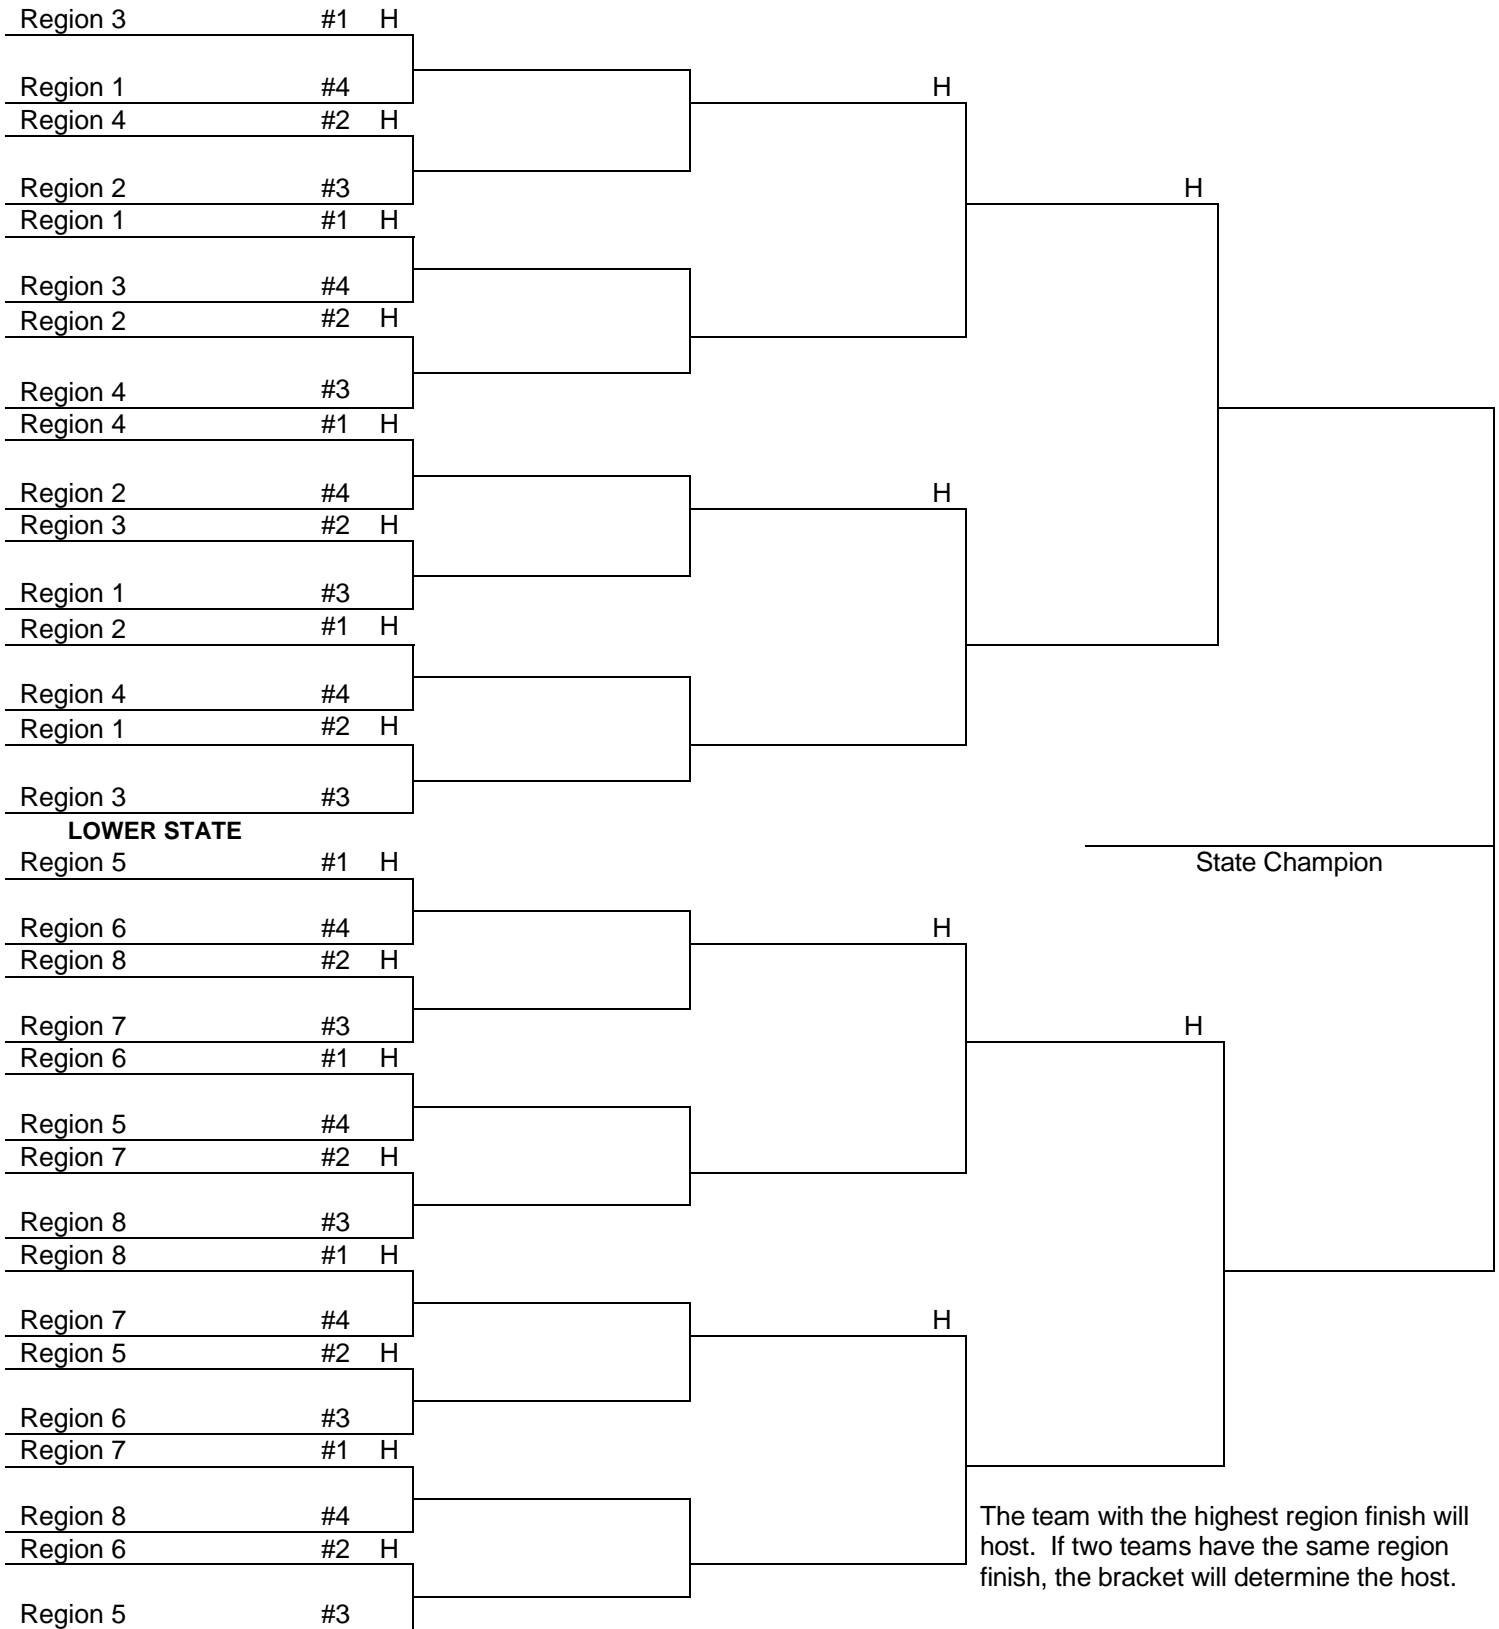 Region 3 #1 H
Region 1 #4 H
Region 4 #2 H
Region 2 #3 H
Region 1 #1 H
Region 3 #4
Region 2 #2 H
Region 4 #3
Region 4 #1 H
Region 2 #4 H
Region 3 #2 H
Region 1 #3
Region 2 #1 H
Region 4 #4
Region 1 #2 H
Region 3 #3
LOWER STATE
Region 5 #1 H
State Champion
Region 6 #4 H
Region 8 #2 H
Region 7 #3 H
Region 6 #1 H
Region 5 #4
Region 7 #2 H
Region 8 #3
Region 8 #1 H
Region 7 #4 H
Region 5 #2 H
Region 6 #3
Region 7 #1 H
Region 8 #4
Region 6 #2 H
Region 5 #3
The team with the highest region finish will
host. If two teams have the same region
finish, the bracket will determine the host.